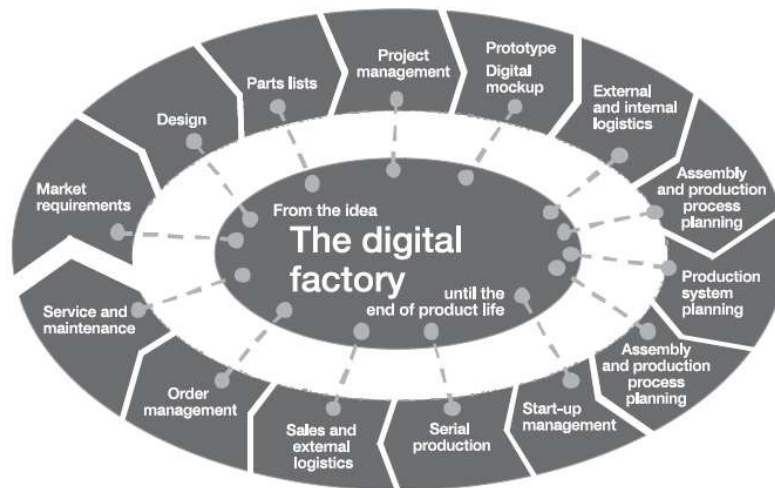 Market
requirements
Design
Parts lists
Project
management
Prototype
Digital
mockup
External
and internal
logistics
Assembly
and production
process
planning
Production
system
planning
Assembly
and production
process
planning
Start-up
management
Serial
production
Sales and
external
logistics
Order
management
Service and
maintenance
From the idea
The digital
factory
until the
end of product life